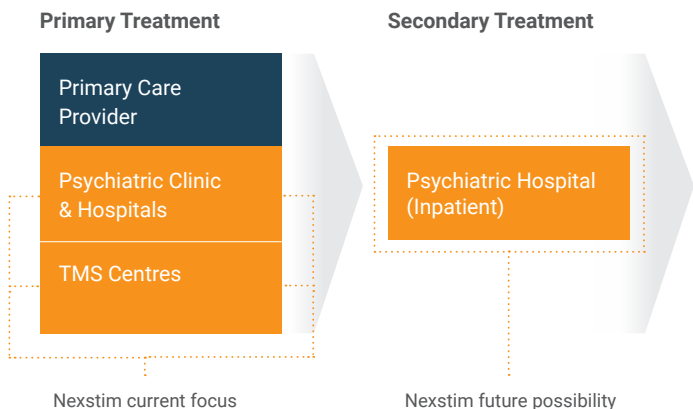 Primary Treatment
Secondary Treatment
Primary Care
Provider
Psychiatric Clinic
& Hospitals
TMS Centres
Psychiatric Hospital
(Inpatient)
Nexstim current focus
Nexstim future possibility